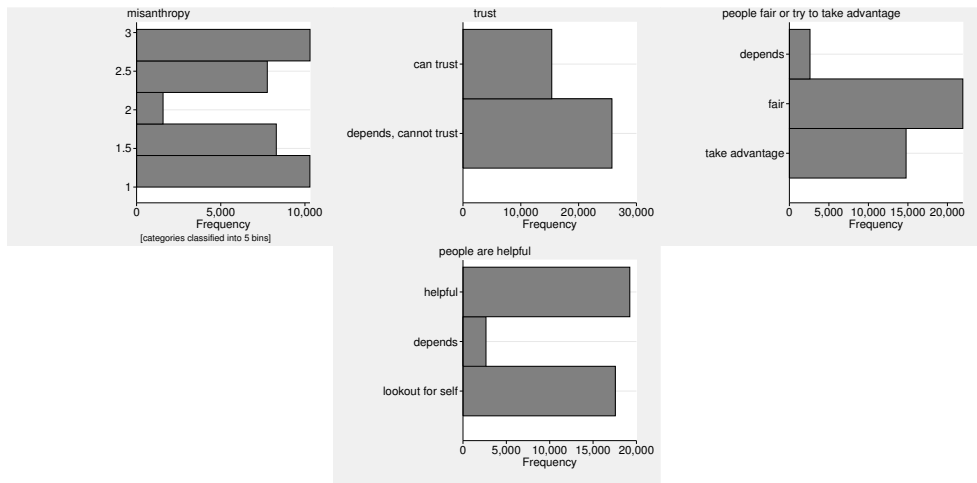 misanthropy
3
2.5
2
1.5
1
0 5,000 10,000
Frequency
[categories classified into 5 bins]
trust
can trust
depends, cannot trust
0 10,000 20,000 30,000
Frequency
people fair or try to take advantage
depends
fair
take advantage
0 5,000 10,000 15,000 20,000
Frequency
people are helpful
helpful
depends
lookout for self
0 5,000 10,000 15,000 20,000
Frequency